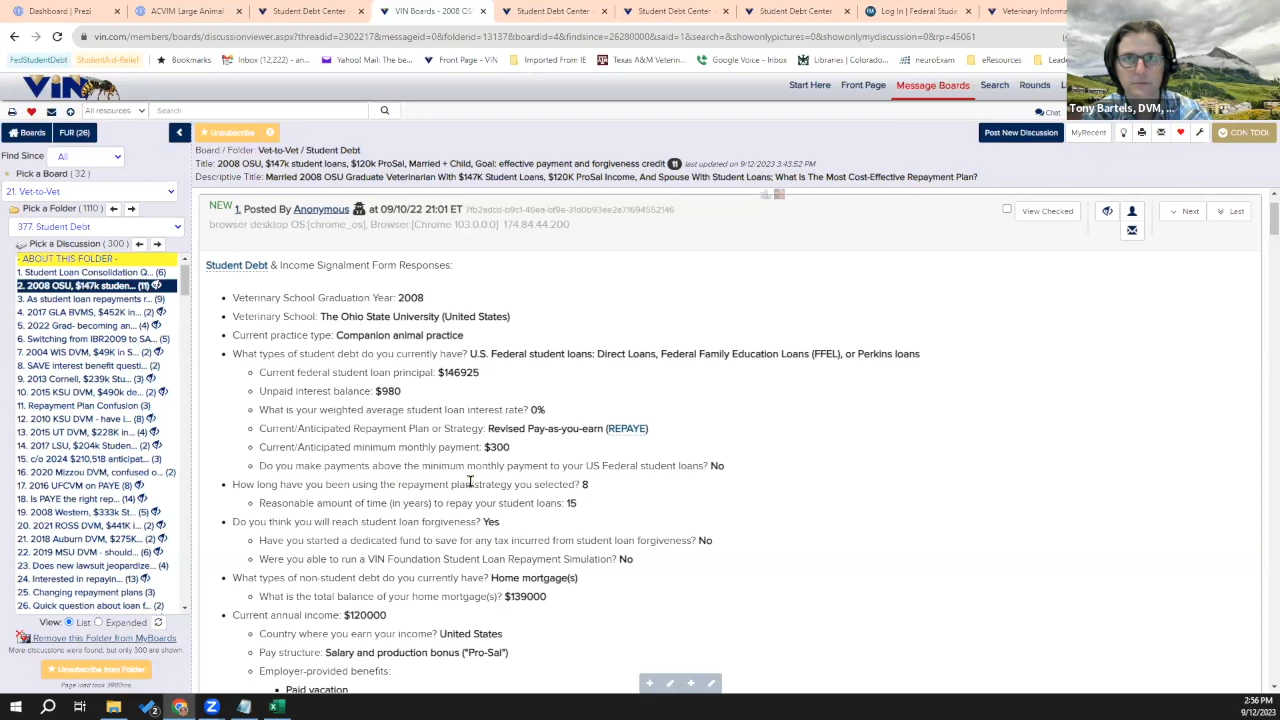 Dashboard | Prezi
ACVIM Large Animal -
Student Debt Center -
VIN Boards - 2008 OS
Student Debt Center -
Student Debt Center -
Student Debt Center -
Log In | Federal Stude
Veterinary Informa
vin.com/members/boards/discussionviewer.aspx?threadid=2302217&messageid=0&folderid=13137&boardid=4&findsince=26280000&said=1&search=&showonlypictures=0&showonlymydiscussion=0&rp=45061
FedStudentDebt
StudentAid-Relief
Bookmarks
Inbox (12,222) - an...
Yahoo! Mail: The be...
Front Page - VIN
Imported From IE
Texas A&M Veterin...
Google Voice - Inbox
Libraries | Colorado...
neuroExam
eResources
Tony Bartels, DVM, ...
VIN
Start Here
Front Page
Message Boards
Search
Rounds
All resources
Search
Chat
Boards
FUR (26)
Unsubscribe
Post New Discussion
MyRecent
CON TOOL
Find Since
All
Pick a Board ( 32 )
21. Vet-to-Vet
Pick a Folder ( 1110 )
377. Student Debt
Pick a Discussion ( 300 )
- ABOUT THIS FOLDER -
1. Student Loan Consolidation Q... (6)
2. 2008 OSU, $147k studen... (11)
3. As student loan repayments r... (9)
4. 2017 GLA BVMS, $452K in... (2)
5. 2022 Grad- becoming an... (4)
6. Switching from IBR2009 to SA... (5)
7. 2004 WIS DVM, $49K in S... (2)
8. SAVE interest benefit questi... (2)
9. 2013 Cornell, $239k Stu... (3)
10. 2015 KSU DVM, $490k de... (2)
11. Repayment Plan Confusion (3)
12. 2010 KSU DVM - have i... (8)
13. 2015 UT DVM, $228K in... (4)
14. 2017 LSU, $204k Studen... (2)
15. c/o 2024 $210,518 anticipat... (3)
16. 2020 Mizzou DVM, confused o... (2)
17. 2016 UFCVM on PAYE (8)
18. Is PAYE the right rep... (14)
19. 2008 Western, $333k St... (3)
20. 2021 ROSS DVM, $441K i... (2)
21. 2018 Auburn DVM, $275K... (2)
22. 2019 MSU DVM - should... (6)
23. Does new lawsuit jeopardize... (4)
24. Interested in repayin... (13)
25. Changing repayment plans (3)
26. Quick question about loan f... (2)
View: List Expanded
Remove this Folder from MyBoards
More discussions were found, but only 300 are shown.
Unsubscribe from Folder
Page load took 3980ms.
Board / Folder: Vet-to-Vet / Student Debt
Title: 2008 OSU, $147k student loans, $120k ProSal, Married + Child, Goal: effective payment and forgiveness credit 11 last updated on 9/12/2023 3:43:52 PM
Descriptive Title: Married 2008 OSU Graduate Veterinarian With $147K Student Loans, $120K ProSal Income, And Spouse With Student Loans; What Is The Most Cost-Effective Repayment Plan?
NEW 1. Posted By Anonymous at 09/10/22 21:01 ET 71b2adcd-b9c1-46ea-bf9e-31d0b93ee2a7.1694552146
browser desktop OS:[chrome_os], Browser:[Chrome 103.0.0.0] 174.84.44.200
View Checked
Next
Last
Student Debt & Income Signalment Form Responses:
Veterinary School Graduation Year: 2008
Veterinary School: The Ohio State University (United States)
Current practice type: Companion animal practice
What types of student debt do you currently have? U.S. Federal student loans: Direct Loans, Federal Family Education Loans (FFEL), or Perkins loans
Current federal student loan principal: $146925
Unpaid interest balance: $980
What is your weighted average student loan interest rate? 0%
Current/Anticipated Repayment Plan or Strategy: Revised Pay-as-you-earn (REPAYE)
Current/Anticipated minimum monthly payment: $300
Do you make payments above the minimum monthly payment to your US Federal student loans? No
How long have you been using the repayment plan/strategy you selected? 8
Reasonable amount of time (in years) to repay your student loans: 15
Do you think you will reach student loan forgiveness? Yes
Have you started a dedicated fund to save for any tax incurred from student loan forgiveness? No
Were you able to run a VIN Foundation Student Loan Repayment Simulation? No
What types of non-student debt do you currently have? Home mortgage(s)
What is the total balance of your home mortgage(s)? $139000
Current annual income: $120000
Country where you earn your income? United States
Pay structure: Salary and production bonus ("Pro-Sal")
Employer-provided benefits:
Paid vacation
2:56 PM
9/12/2023